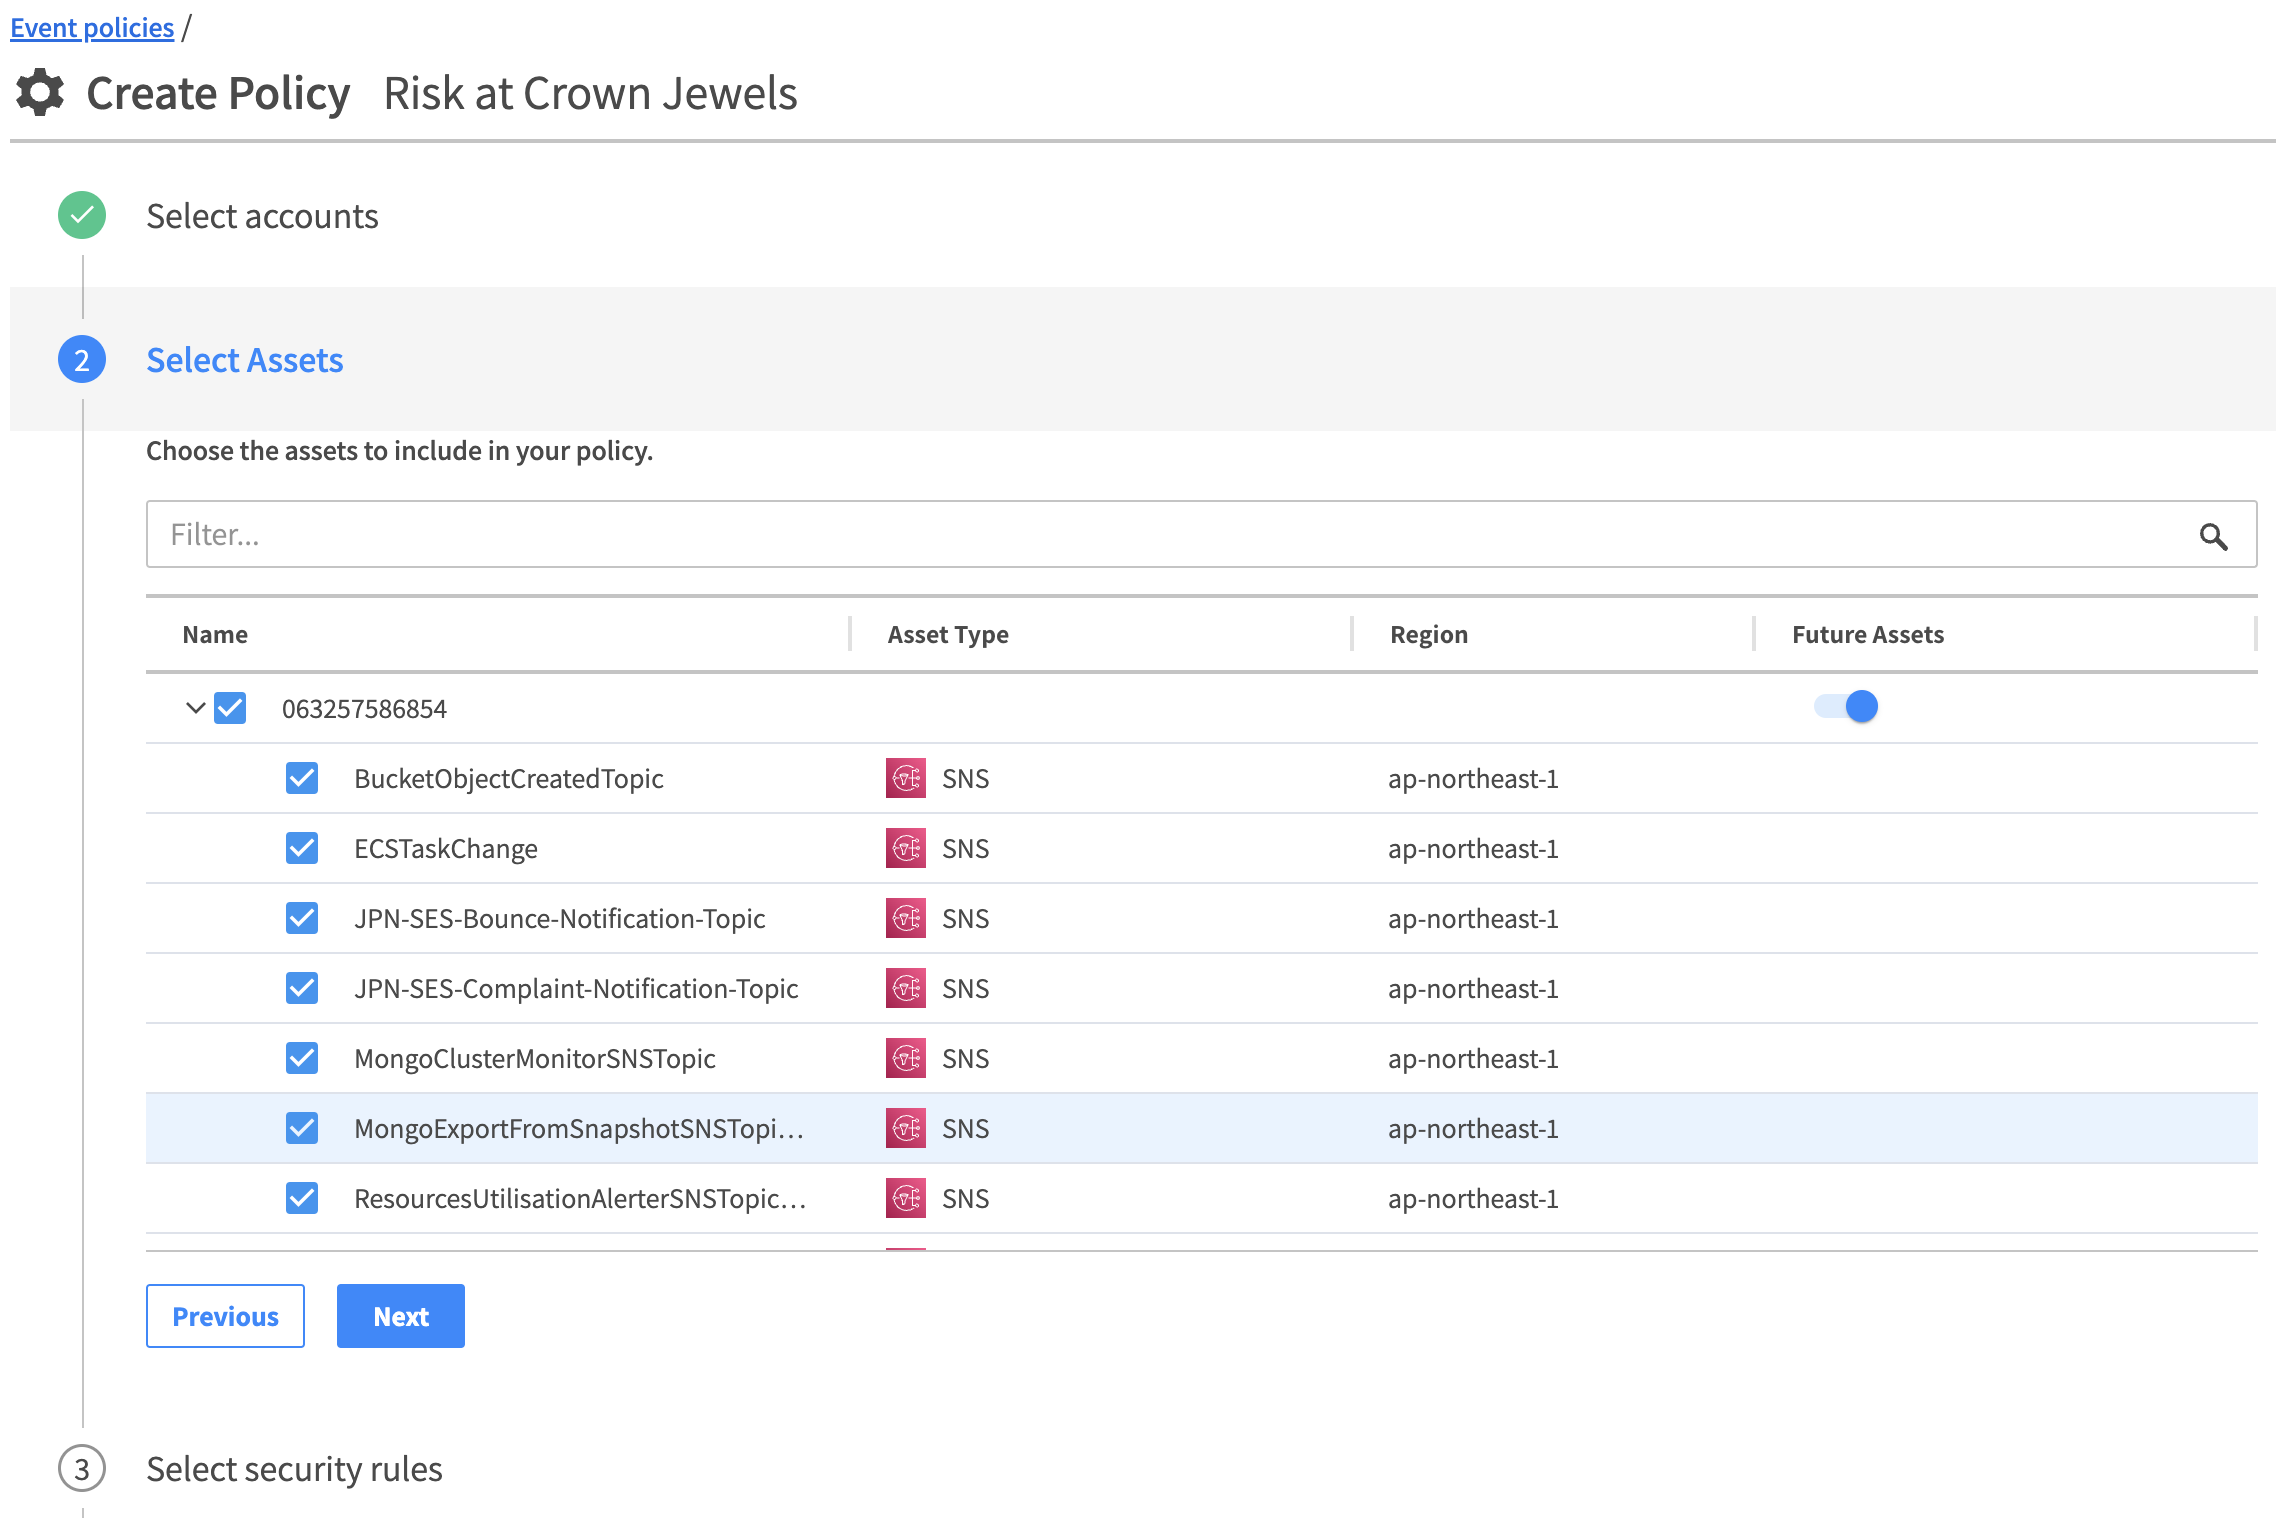 Event policies /
Create Policy Risk at Crown Jewels
Select accounts
2 Select Assets
Choose the assets to include in your policy.
Filter...
Name Asset Type Region Future Assets
063257586854
BucketObjectCreatedTopic SNS ap-northeast-1
ECSTaskChange SNS ap-northeast-1
JPN-SES-Bounce-Notification-Topic SNS ap-northeast-1
JPN-SES-Complaint-Notification-Topic SNS ap-northeast-1
MongoClusterMonitorSNSTopic SNS ap-northeast-1
MongoExportFromSnapshotSNSTopi… SNS ap-northeast-1
ResourcesUtilisationAlerterSNSTopic… SNS ap-northeast-1
Previous Next
3 Select security rules